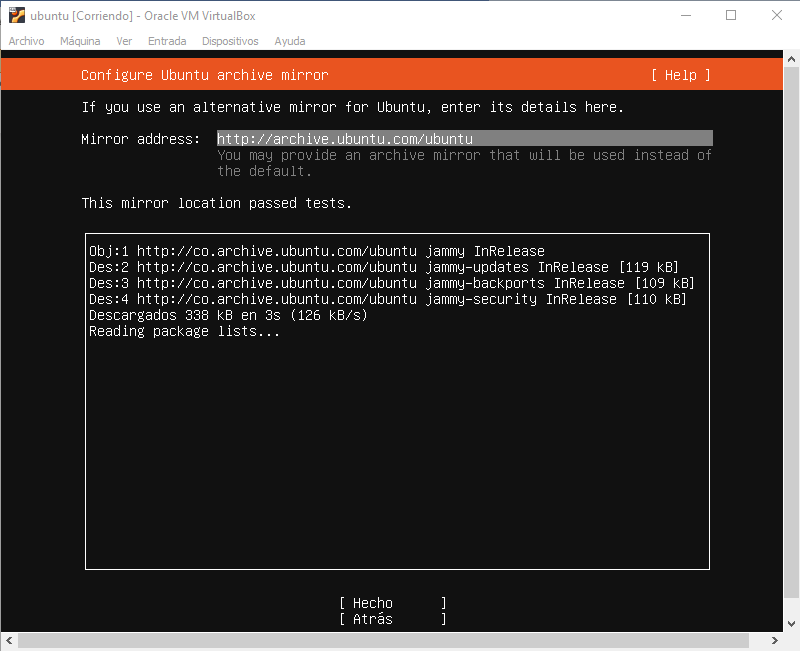 ubuntu [Corriendo] - Oracle VM VirtualBox
Archivo Máquina Ver Entrada Dispositivos Ayuda
Configure Ubuntu archive mirror [ Help ]
If you use an alternative mirror for Ubuntu, enter its details here.
Mirror address: http://archive.ubuntu.com/ubuntu
You may provide an archive mirror that will be used instead of
the default.
This mirror location passed tests.
Obj:1 http://co.archive.ubuntu.com/ubuntu jammy InRelease
Des:2 http://co.archive.ubuntu.com/ubuntu jammy-updates InRelease [119 kB]
Des:3 http://co.archive.ubuntu.com/ubuntu jammy-backports InRelease [109 kB]
Des:4 http://co.archive.ubuntu.com/ubuntu jammy-security InRelease [110 kB]
Descargados 338 kB en 3s (126 kB/s)
Reading package lists...
[ Hecho ]
[ Atrás ]